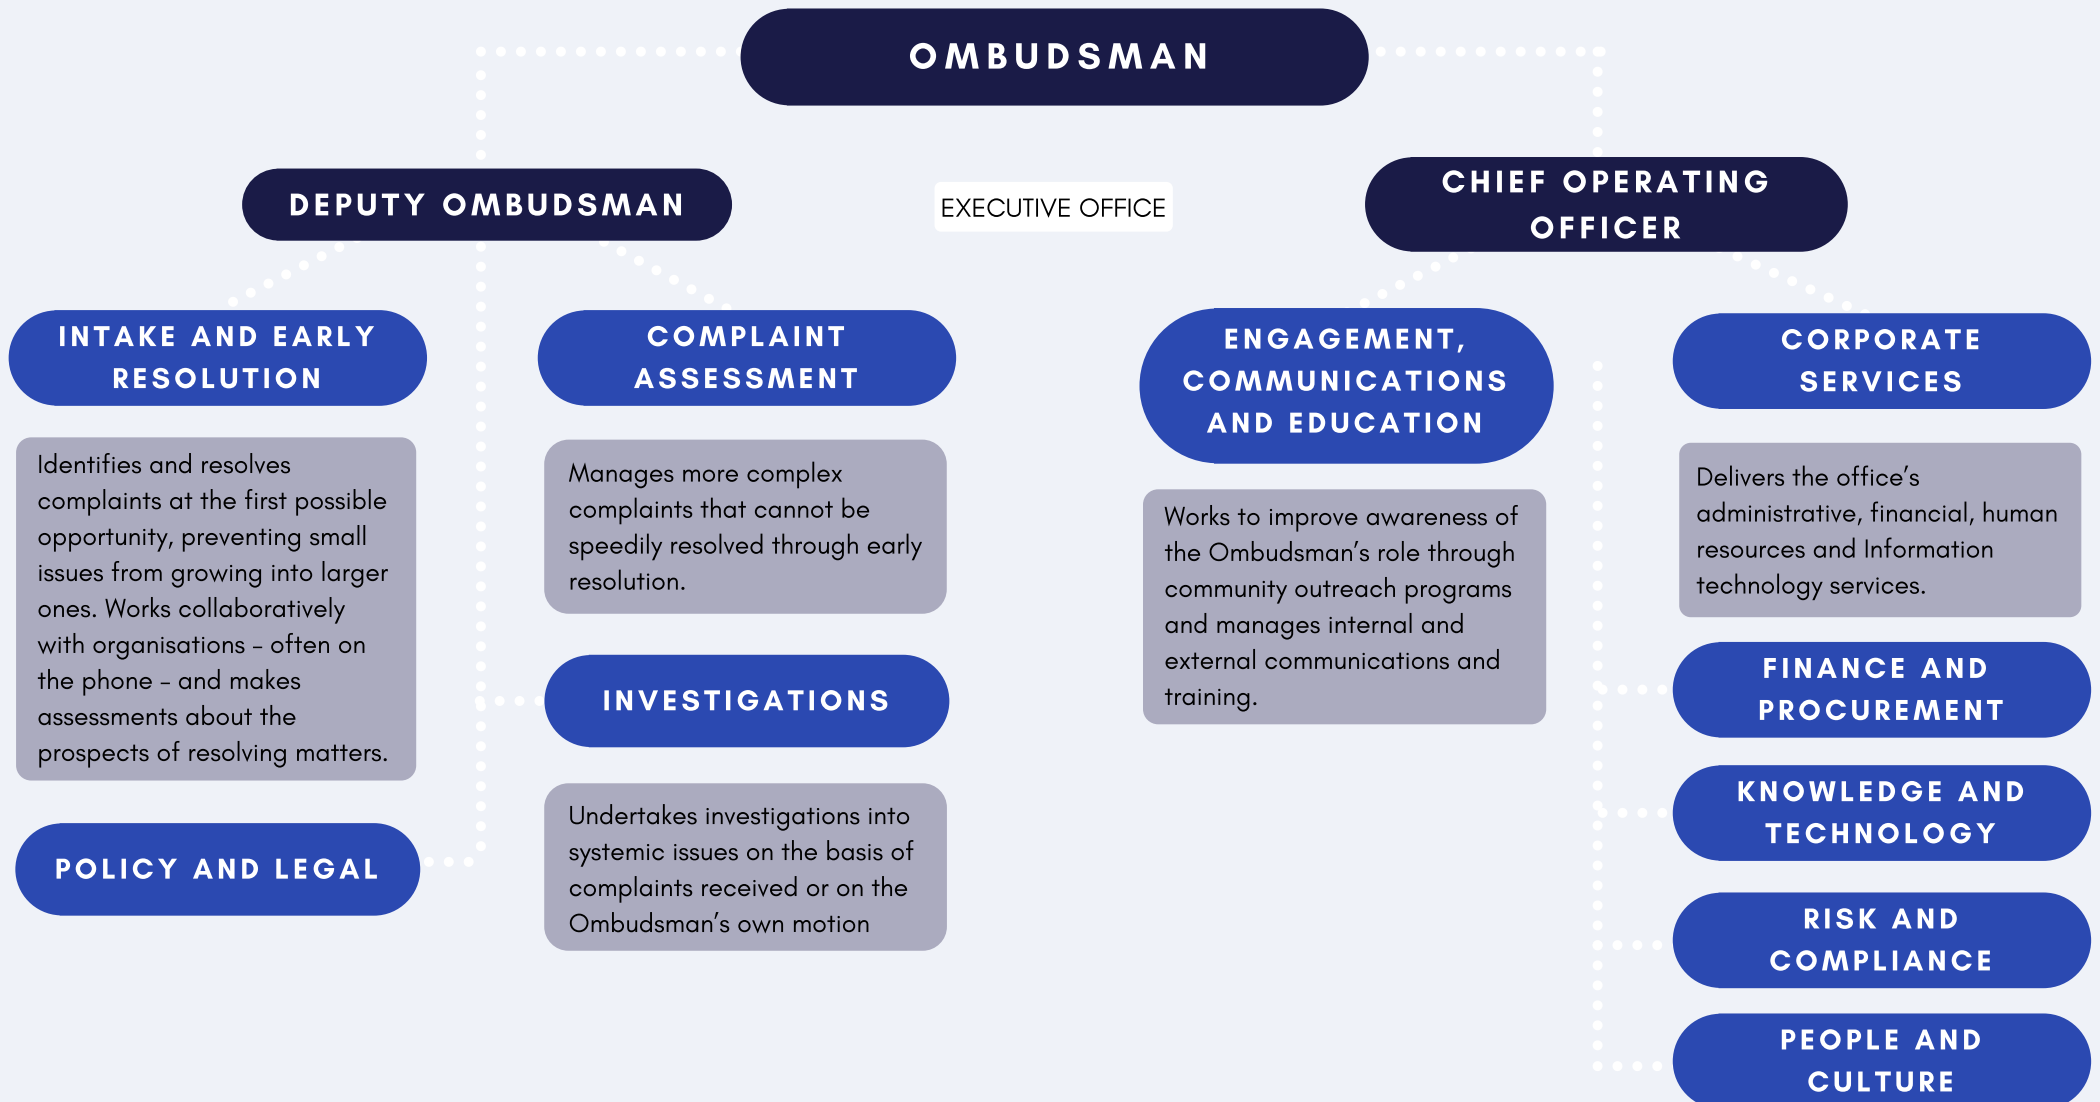 OMBUDSMAN
DEPUTY OMBUDSMAN
EXECUTIVE OFFICE
CHIEF OPERATING
OFFICER
INTAKE AND EARLY
RESOLUTION
Identifies and resolves
complaints at the first possible
opportunity, preventing small
issues from growing into larger
ones. Works collaboratively
with organisations – often on
the phone – and makes
assessments about the
prospects of resolving matters.
POLICY AND LEGAL
COMPLAINT
ASSESSMENT
Manages more complex
complaints that cannot be
speedily resolved through early
resolution.
INVESTIGATIONS
Undertakes investigations into
systemic issues on the basis of
complaints received or on the
Ombudsman's own motion
ENGAGEMENT,
COMMUNICATIONS
AND EDUCATION
Works to improve awareness of
the Ombudsman's role through
community outreach programs
and manages internal and
external communications and
training.
CORPORATE
SERVICES
Delivers the office's
administrative, financial, human
resources and Information
technology services.
FINANCE AND
PROCUREMENT
KNOWLEDGE AND
TECHNOLOGY
RISK AND
COMPLIANCE
PEOPLE AND
CULTURE